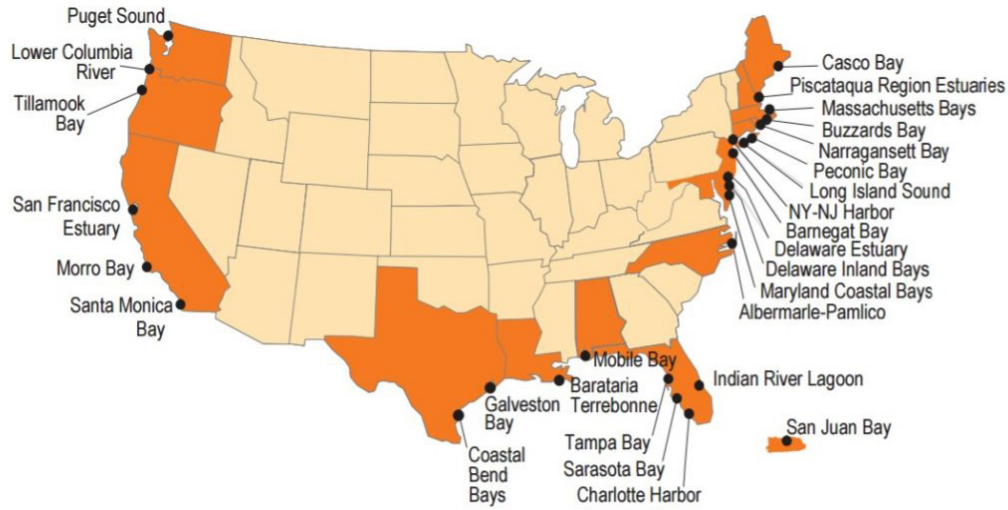 Puget Sound
Lower Columbia
River
Tillamook
Bay
San Francisco
Estuary
Morro Bay
Santa Monica
Bay
Casco Bay
Piscataqua Region Estuaries
Massachusetts Bays
Buzzards Bay
Narragansett Bay
Peconic Bay
Long Island Sound
NY-NJ Harbor
Barnegat Bay
Delaware Estuary
Delaware Inland Bays
Maryland Coastal Bays
Albermarle-Pamlico
Mobile Bay
Indian River Lagoon
Barataria
Terrebonne
Galveston
Bay
Coastal
Bend
Bays
Tampa Bay
Sarasota Bay
Charlotte Harbor
San Juan Bay